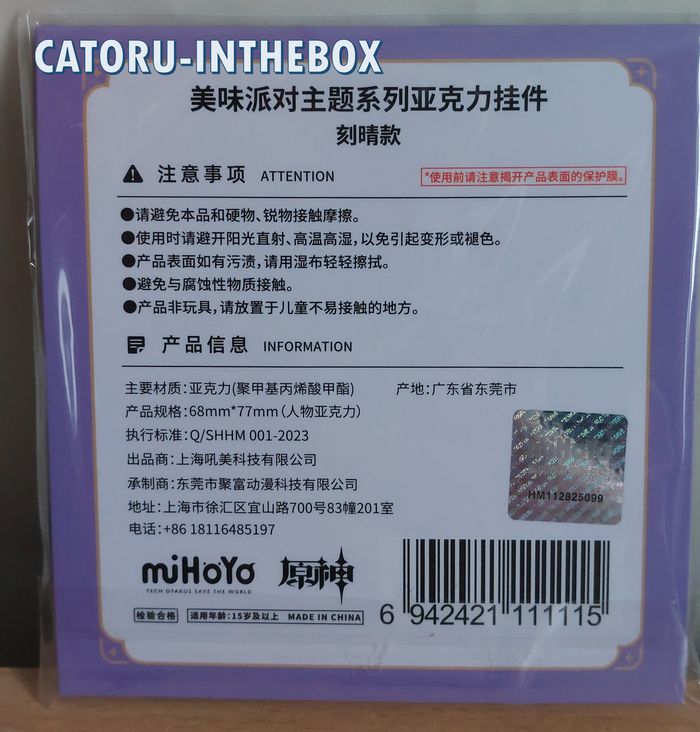 CATORU-INTHEBOX
美味派对主题系列亚克力挂件
刻晴款
注意事项 ATTENTION
*使用前请注意揭开产品表面的保护膜。
●请避免本品和硬物、锐物接触摩擦。
●使用时请避开阳光直射、高温高湿，以免引起变形或褪色。
●产品表面如有污渍，请用湿布轻轻擦拭。
●避免与腐蚀性物质接触。
●产品非玩具，请放置于儿童不易接触的地方。
产品信息 INFORMATION
主要材质：亚克力(聚甲基丙烯酸甲酯) 产地：广东省东莞市
产品规格：68mm*77mm（人物亚克力）
执行标准：Q/SHHM 001-2023
出品商：上海吼美科技有限公司
承制商：东莞市聚富动漫科技有限公司
地址：上海市徐汇区宜山路700号83幢201室
电话：+86 18116485197
HM112825099
miHoYo
TECH OTAKUS SAVE THE WORLD
原神
检验合格 适用年龄：15岁及以上 MADE IN CHINA
6 942421 111115